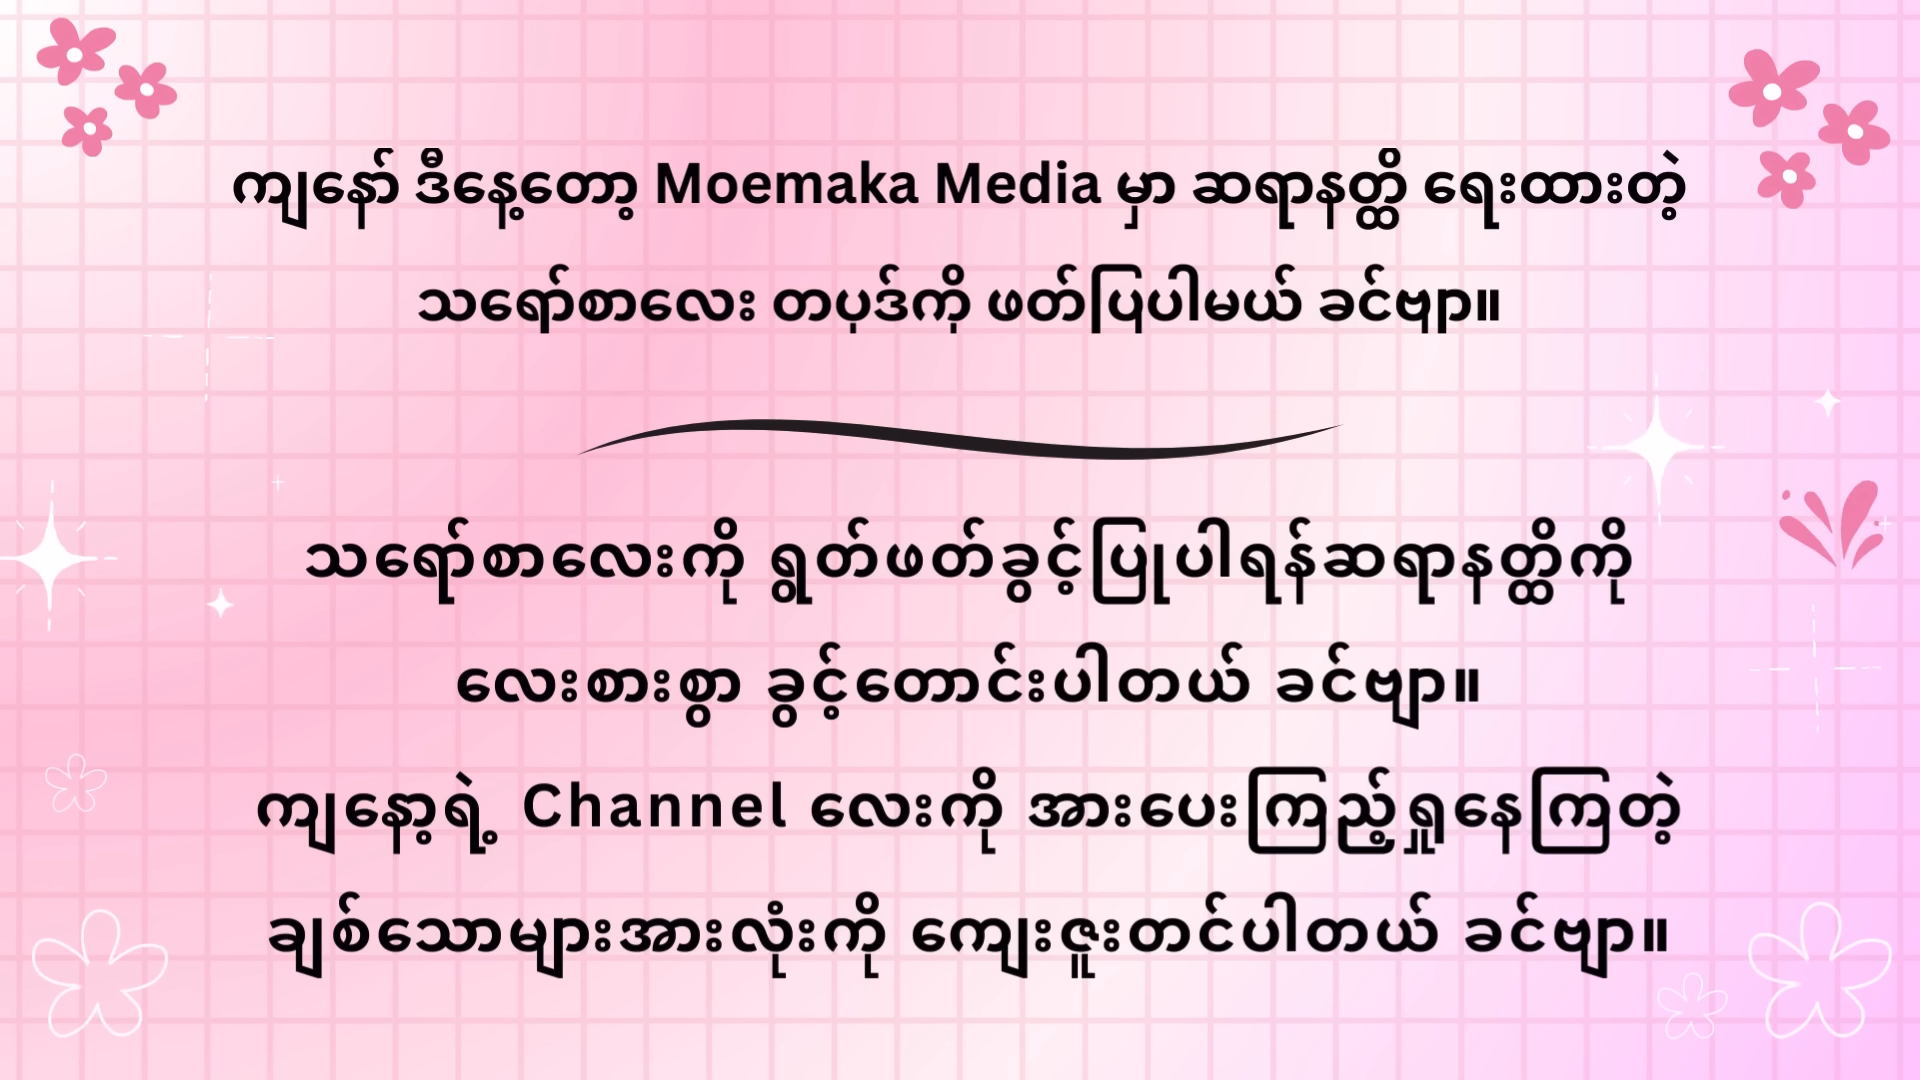 ကျနော် ဒီနေ့တော့ Moemaka Media မှာ ဆရာနတ္ထိ ရေးထားတဲ့
သရော်စာလေး တပုဒ်ကို ဖတ်ပြပါမယ် ခင်ဗျာ။
သရော်စာလေးကို ရွတ်ဖတ်ခွင့်ပြုပါရန်ဆရာနတ္ထိကို
လေးစားစွာ ခွင့်တောင်းပါတယ် ခင်ဗျာ။
ကျနော့ရဲ့ Channel လေးကို အားပေးကြည့်ရှုနေကြတဲ့
ချစ်သောများအားလုံးကို ကျေးဇူးတင်ပါတယ် ခင်ဗျာ။